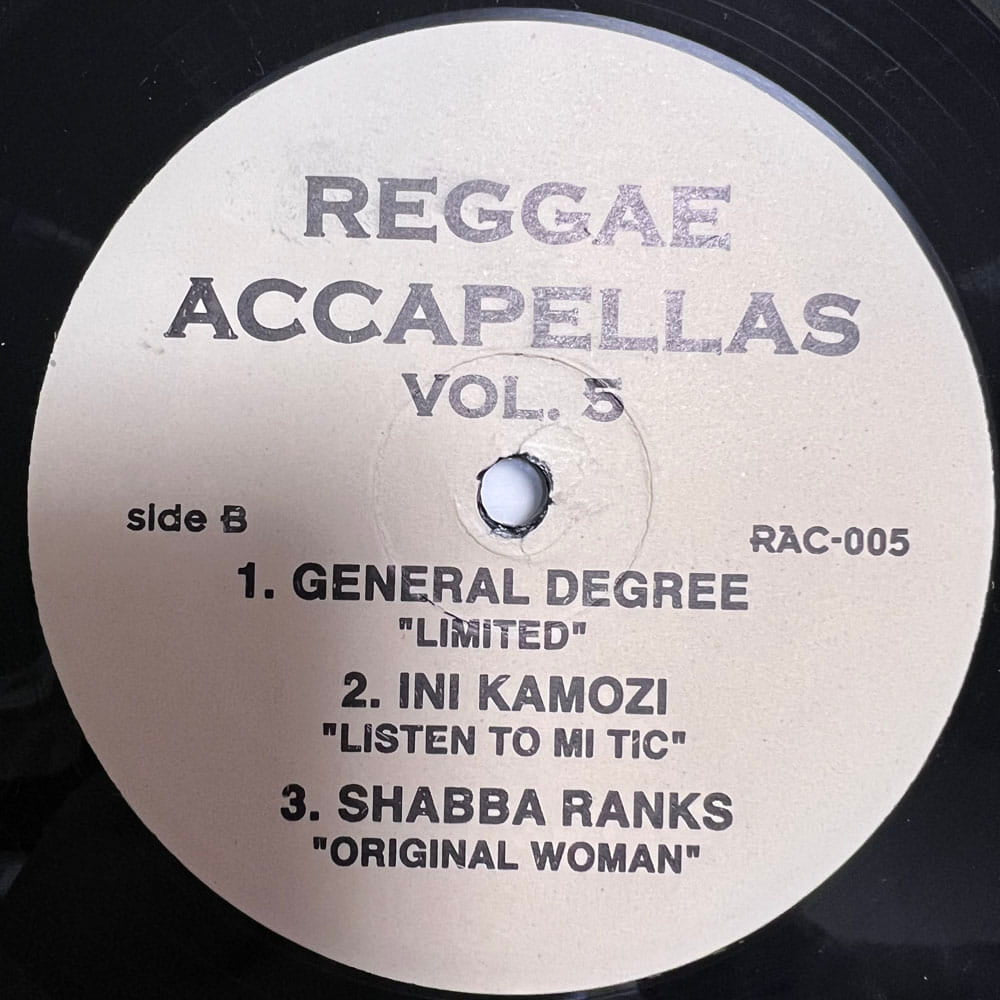 REGGAE
ACCAPELLAS
VOL. 5
side B
RAC-005
1. GENERAL DEGREE
"LIMITED"
2. INI KAMOZI
"LISTEN TO MI TIC"
3. SHABBA RANKS
"ORIGINAL WOMAN"